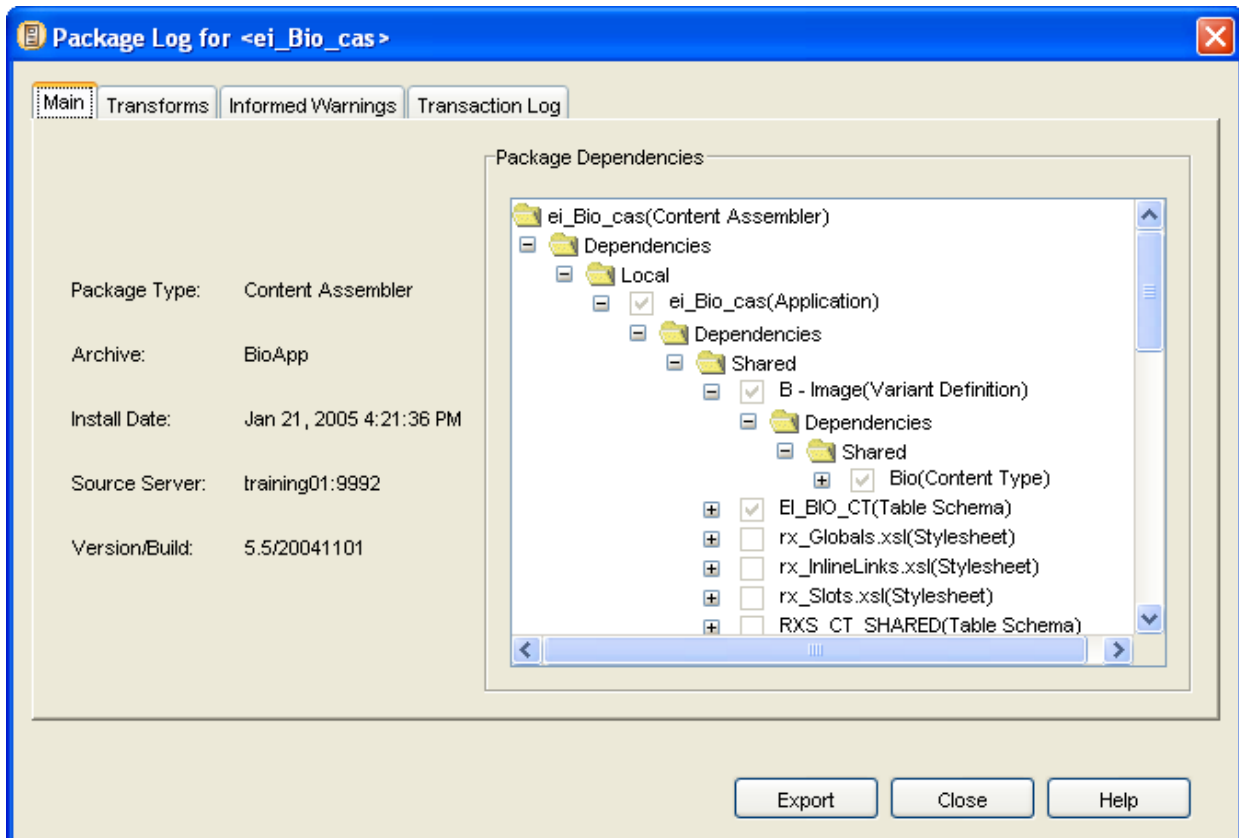 Package Log for <ei_Bio_cas>
Main Transforms Informed Warnings Transaction Log
Package Dependencies
ei_Bio_cas(Content Assembler)
Dependencies
Local
ei_Bio_cas(Application)
Dependencies
Shared
B - Image(Variant Definition)
Dependencies
Shared
Bio(Content Type)
EI_BIO_CT(Table Schema)
rx_Globals.xsl(Stylesheet)
rx_InlineLinks.xsl(Stylesheet)
rx_Slots.xsl(Stylesheet)
RXS_CT_SHARED(Table Schema)
Package Type: Content Assembler
Archive: BioApp
Install Date: Jan 21, 2005 4:21:36 PM
Source Server: training01:9992
Version/Build: 5.5/20041101
Export Close Help